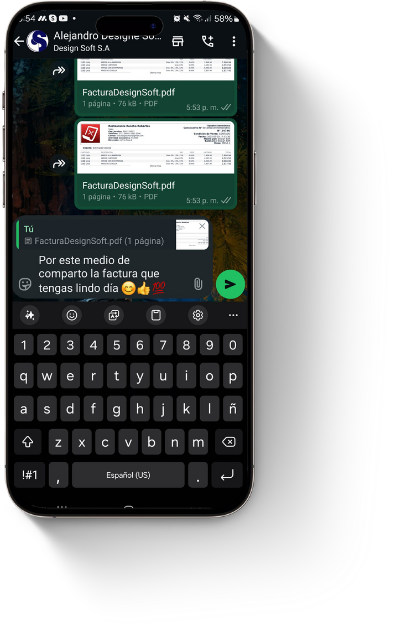 5:54
58%
Alejandro Designe So...
Design Soft S.A
FacturaDesignSoft.pdf
1 página • 76 kB • PDF
5:53 p. m.
FacturaDesignSoft.pdf
1 página • 76 kB • PDF
5:53 p. m.
Tú
FacturaDesignSoft.pdf (1 página)
Por este medio de
comparto la factura que
tengas lindo día 😊👍💯
1 2 3 4 5 6 7 8 9 0
q w e r t y u i o p
a s d f g h j k l ñ
z x c v b n m
!#1 , Español (US) .